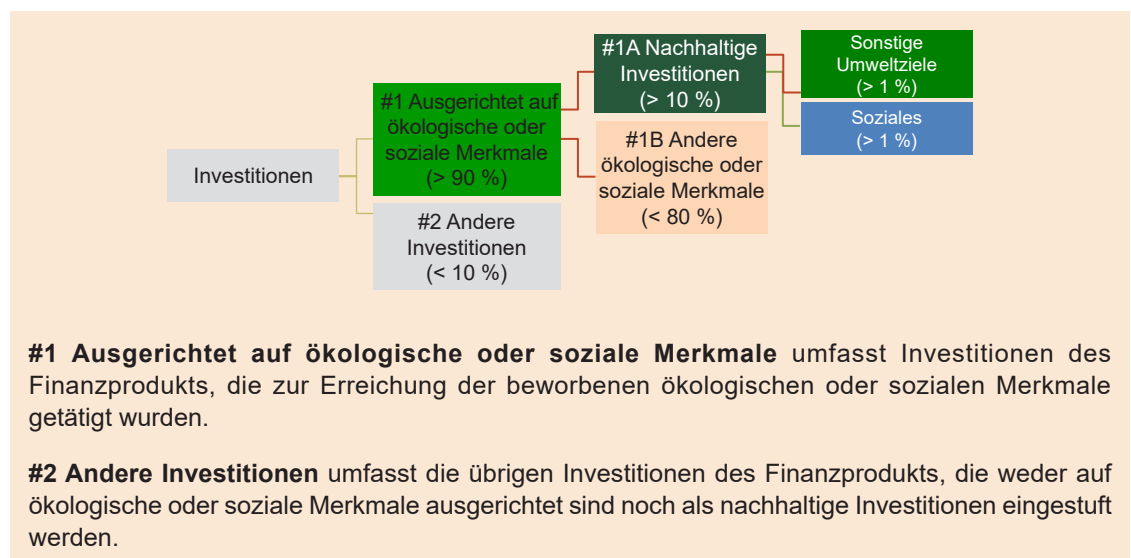 Investitionen
#1 Ausgerichtet auf
ökologische oder
soziale Merkmale
(> 90 %)
#2 Andere
Investitionen
(< 10 %)
#1A Nachhaltige
Investitionen
(> 10 %)
#1B Andere
ökologische oder
soziale Merkmale
(< 80 %)
Sonstige
Umweltziele
(> 1 %)
Soziales
(> 1 %)
#1 Ausgerichtet auf ökologische oder soziale Merkmale umfasst Investitionen des
Finanzprodukts, die zur Erreichung der beworbenen ökologischen oder sozialen Merkmale
getätigt wurden.
#2 Andere Investitionen umfasst die übrigen Investitionen des Finanzprodukts, die weder auf
ökologische oder soziale Merkmale ausgerichtet sind noch als nachhaltige Investitionen eingestuft
werden.